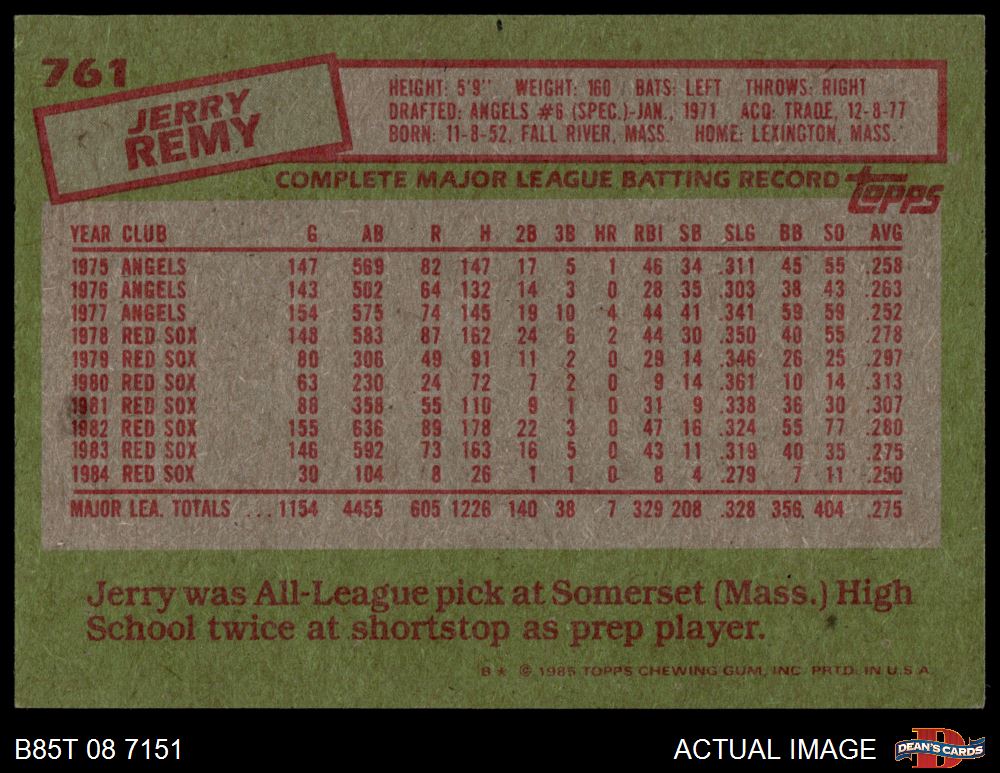 761
JERRY
REMY
HEIGHT: 5'9" WEIGHT: 160 BATS: LEFT THROWS: RIGHT
DRAFTED: ANGELS #6 (SPEC.)-JAN., 1971 ACQ: TRADE, 12-8-77
BORN: 11-8-52, FALL RIVER, MASS. HOME: LEXINGTON, MASS.
COMPLETE MAJOR LEAGUE BATTING RECORD topps
YEAR CLUB G AB R H 2B 3B HR RBI SB SLG BB SO AVG
1975 ANGELS 147 569 82 147 17 5 1 46 34 .311 45 55 .258
1976 ANGELS 143 502 64 132 14 3 0 28 35 .303 38 43 .263
1977 ANGELS 154 575 74 145 19 10 4 44 41 .341 59 59 .252
1978 RED SOX 148 583 87 162 24 6 2 44 30 .350 40 55 .278
1979 RED SOX 80 306 49 91 11 2 0 29 14 .346 26 25 .297
1980 RED SOX 63 230 24 72 7 2 0 9 14 .361 10 14 .313
1981 RED SOX 88 358 55 110 9 1 0 31 9 .338 36 30 .307
1982 RED SOX 155 636 89 178 22 3 0 47 16 .324 55 77 .280
1983 RED SOX 146 592 73 163 16 5 0 43 11 .319 40 35 .275
1984 RED SOX 30 104 8 26 1 1 0 8 4 .279 7 11 .250
MAJOR LEA. TOTALS ... 1154 4455 605 1226 140 38 7 329 208 .328 356 404 .275
Jerry was All-League pick at Somerset (Mass.) High
School twice at shortstop as prep player.
B * © 1985 TOPPS CHEWING GUM, INC. PRTD. IN U.S.A.
B85T 08 7151
ACTUAL IMAGE
D
DEAN'S CARDS